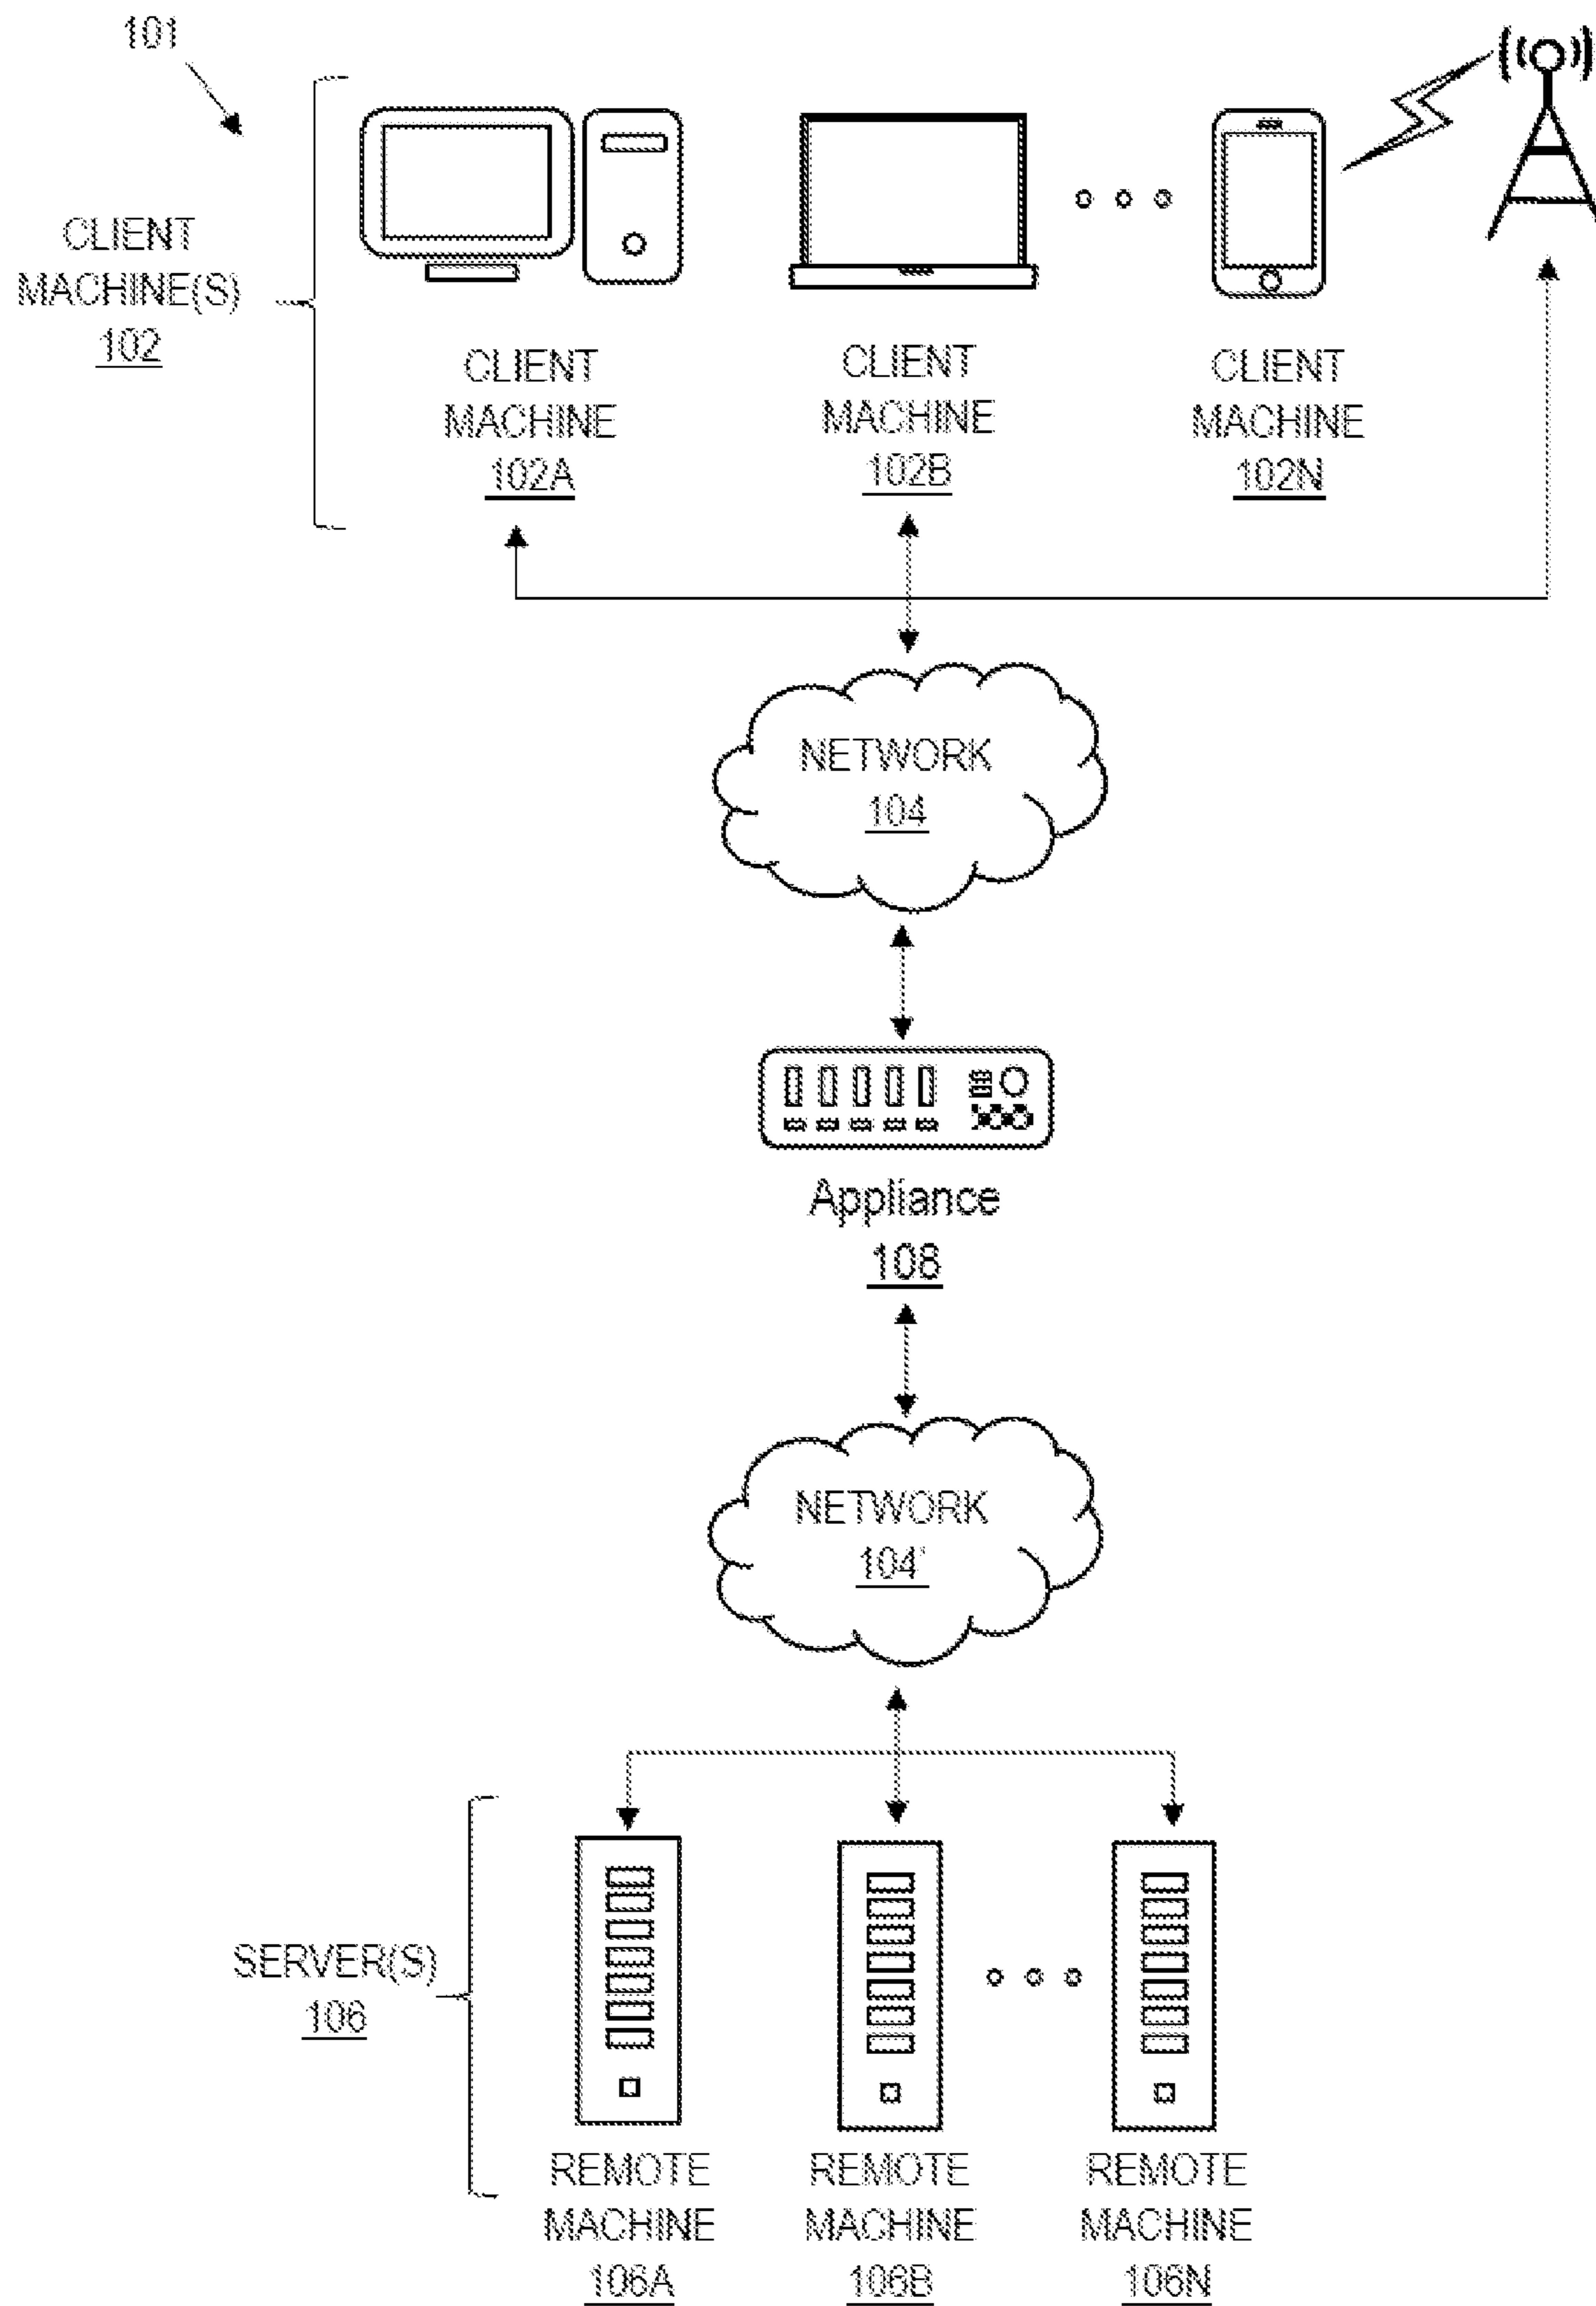 101
CLIENT
MACHINE(S)
102
CLIENT
MACHINE
102A
CLIENT
MACHINE
102B
CLIENT
MACHINE
102N
NETWORK
104
Appliance
108
NETWORK
104'
SERVER(S)
106
REMOTE
MACHINE
106A
REMOTE
MACHINE
106B
REMOTE
MACHINE
106N